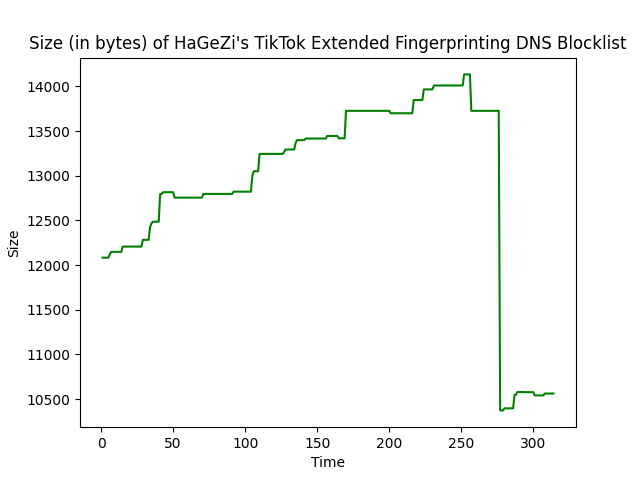 Size (in bytes) of HaGeZi's TikTok Extended Fingerprinting DNS Blocklist
14000
13500
13000
12500
12000
11500
11000
10500
Size
0 50 100 150 200 250 300
Time